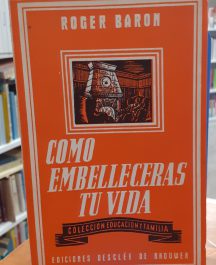 ROGER BARON
COMO
EMBELLECERAS
TU VIDA
COLECCION EDUCACION Y FAMILIA
EDICIONES DESCLÉE DE BROUWER